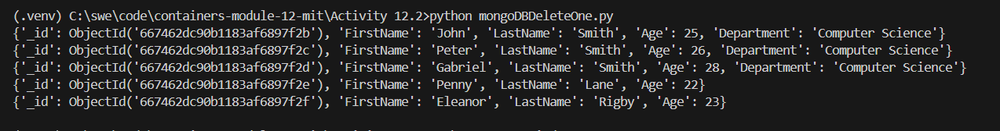 (.venv) C:\swe\code\containers-module-12-mit\Activity 12.2>python mongoDBDeleteOne.py
{'_id': ObjectId('667462dc90b1183af6897f2b'), 'FirstName': 'John', 'LastName': 'Smith', 'Age': 25, 'Department': 'Computer Science'}
{'_id': ObjectId('667462dc90b1183af6897f2c'), 'FirstName': 'Peter', 'LastName': 'Smith', 'Age': 26, 'Department': 'Computer Science'}
{'_id': ObjectId('667462dc90b1183af6897f2d'), 'FirstName': 'Gabriel', 'LastName': 'Smith', 'Age': 28, 'Department': 'Computer Science'}
{'_id': ObjectId('667462dc90b1183af6897f2e'), 'FirstName': 'Penny', 'LastName': 'Lane', 'Age': 22}
{'_id': ObjectId('667462dc90b1183af6897f2f'), 'FirstName': 'Eleanor', 'LastName': 'Rigby', 'Age': 23}